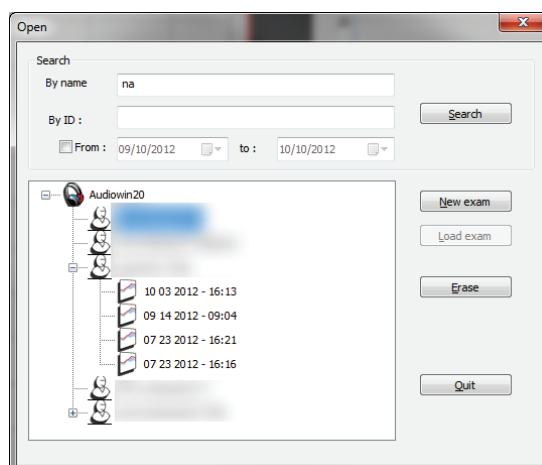 Open
Search
By name na
By ID :
Search
From : 09/10/2012 to : 10/10/2012
Audiowin20
New exam
Load exam
10 03 2012 - 16:13
Erase
09 14 2012 - 09:04
07 23 2012 - 16:21
07 23 2012 - 16:16
Quit